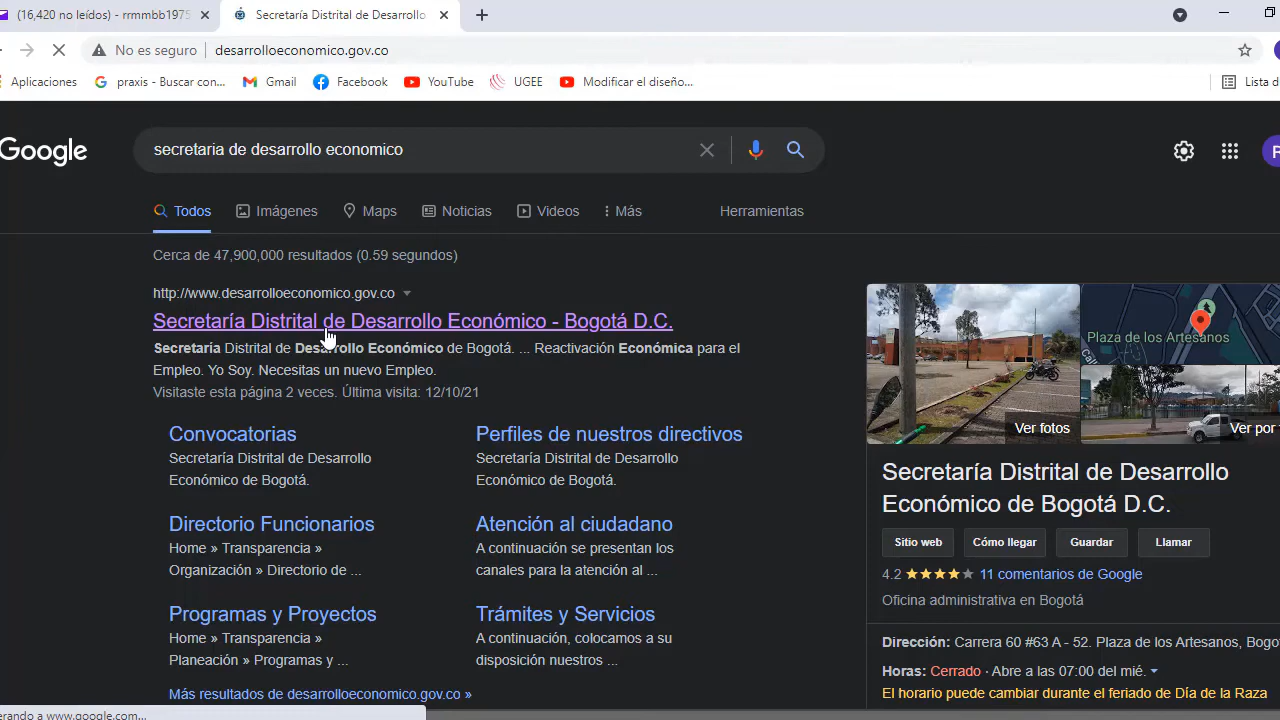 (16,420 no leídos) - rrmmbb1975
Secretaría Distrital de Desarrollo
No es seguro
desarrolloeconomico.gov.co
Aplicaciones
praxis - Buscar con...
Gmail
Facebook
YouTube
UGEE
Modificar el diseño...
Lista d
Google
secretaria de desarrollo economico
Todos
Imágenes
Maps
Noticias
Videos
Más
Herramientas
Cerca de 47,900,000 resultados (0.59 segundos)
http://www.desarrolloeconomico.gov.co
Secretaría Distrital de Desarrollo Económico - Bogotá D.C.
Secretaría Distrital de Desarrollo Económico de Bogotá. ... Reactivación Económica para el
Empleo. Yo Soy. Necesitas un nuevo Empleo.
Visitaste esta página 2 veces. Última visita: 12/10/21
Convocatorias
Secretaría Distrital de Desarrollo
Económico de Bogotá.
Perfiles de nuestros directivos
Secretaría Distrital de Desarrollo
Económico de Bogotá.
Directorio Funcionarios
Home » Transparencia »
Organización » Directorio de ...
Atención al ciudadano
A continuación se presentan los
canales para la atención al ...
Programas y Proyectos
Home » Transparencia »
Planeación » Programas y ...
Trámites y Servicios
A continuación, colocamos a su
disposición nuestros ...
Más resultados de desarrolloeconomico.gov.co »
Plaza de los Artesanos
Ver fotos
Ver por
Secretaría Distrital de Desarrollo
Económico de Bogotá D.C.
Sitio web
Cómo llegar
Guardar
Llamar
4.2 ★★★★★ 11 comentarios de Google
Oficina administrativa en Bogotá
Dirección: Carrera 60 #63 A - 52. Plaza de los Artesanos, Bogo
Horas: Cerrado · Abre a las 07:00 del mié.
El horario puede cambiar durante el feriado de Día de la Raza
erando a www.google.com...